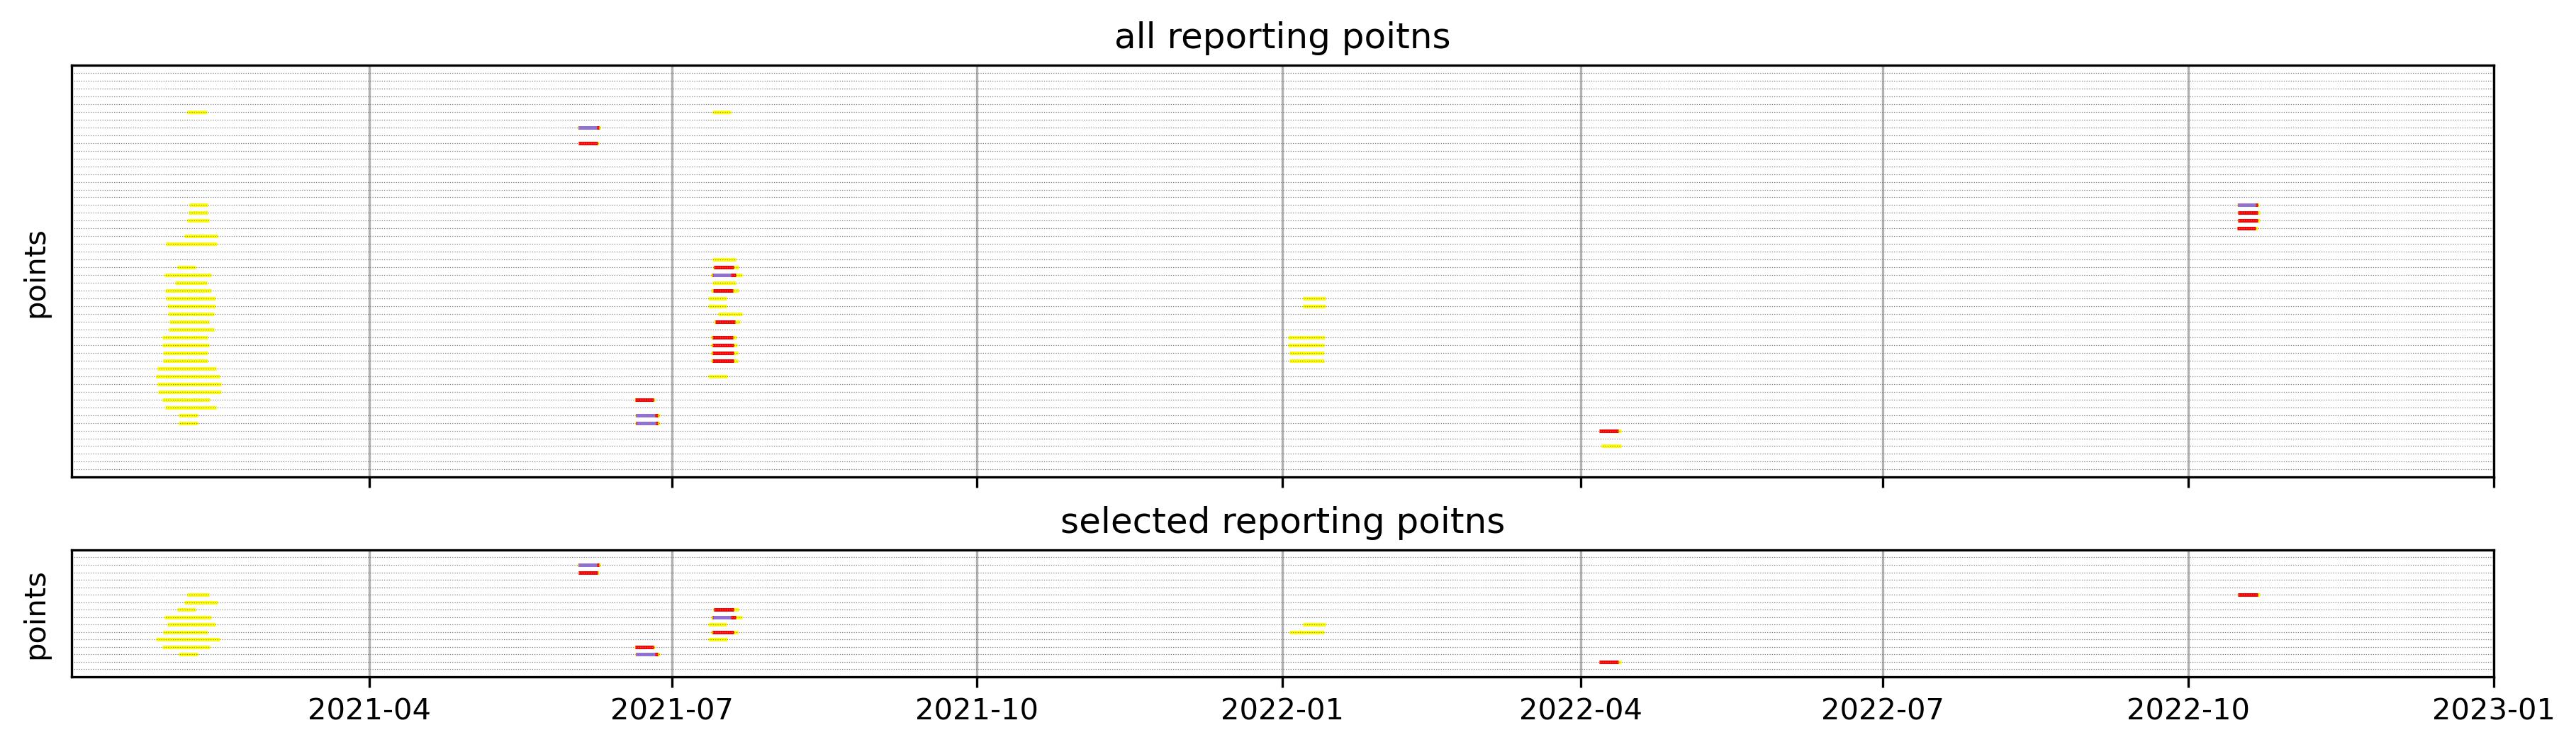 all reporting poitns
points
selected reporting poitns
points
2021-04 2021-07 2021-10 2022-01 2022-04 2022-07 2022-10 2023-01